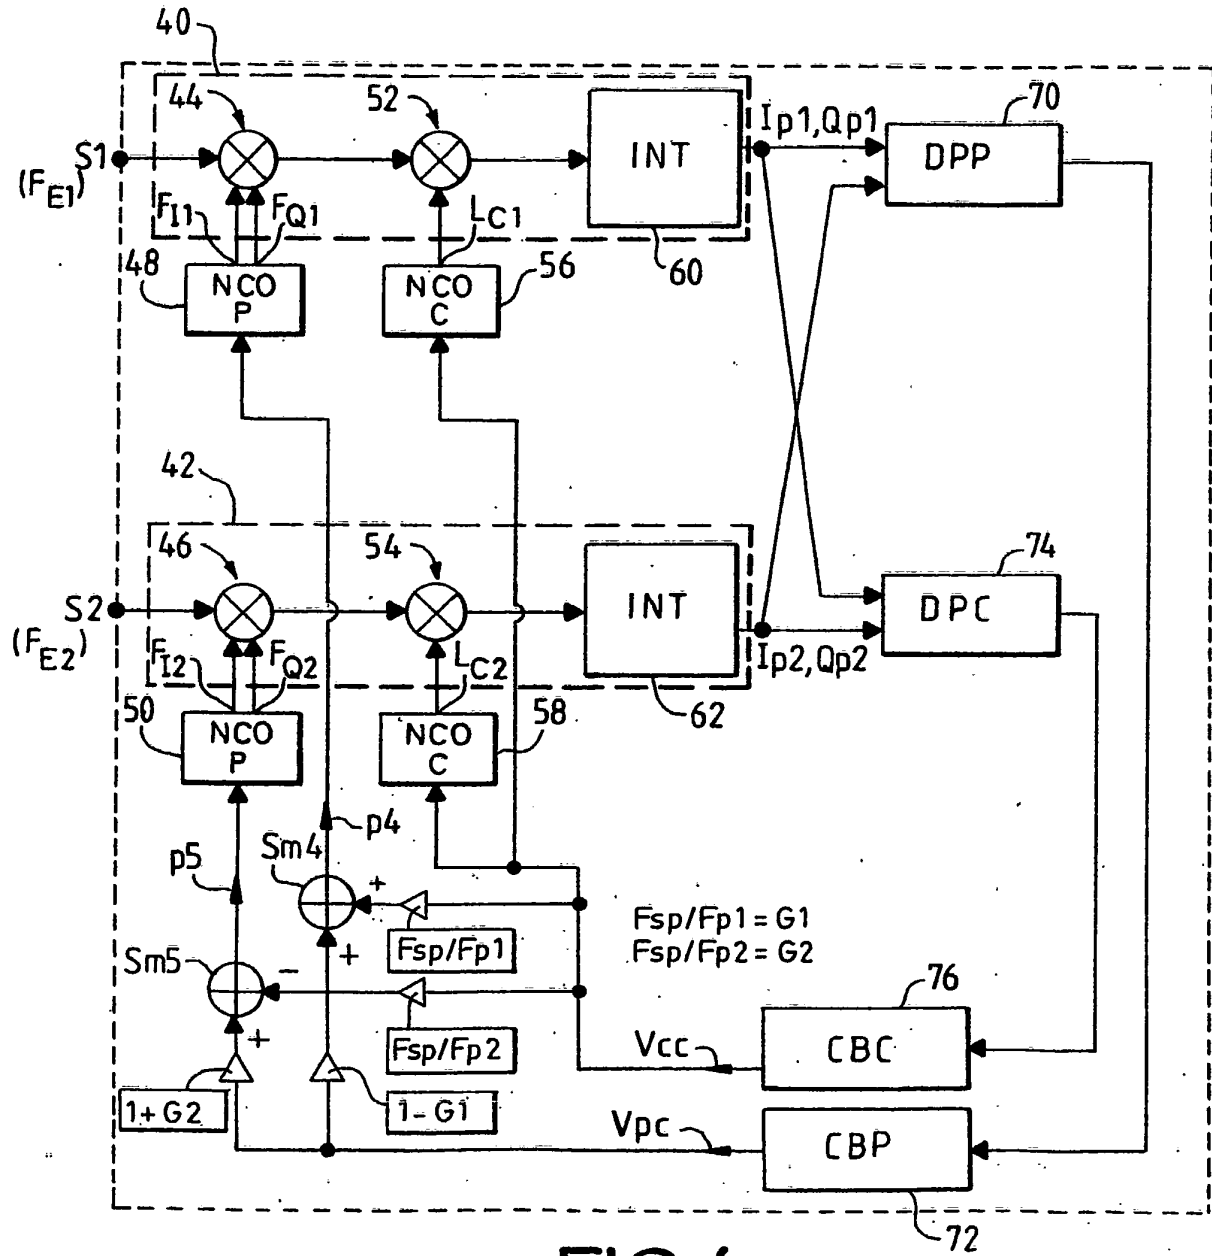 40
44
52
70
S1
(FE1)
INT
Ip1,Qp1
DPP
FI1
FQ1
LC1
48
NCO
P
NCO
C
56
60
42
46
54
74
S2
(FE2)
INT
DPC
FI2
FQ2
LC2
Ip2,Qp2
50
NCO
P
NCO
C
58
62
p4
Sm4
p5
+
+
Fsp/Fp1
Fsp/Fp1 = G1
Fsp/Fp2 = G2
Sm5
-
+
Fsp/Fp2
76
Vcc
CBC
1+G2
1-G1
Vpc
CBP
72